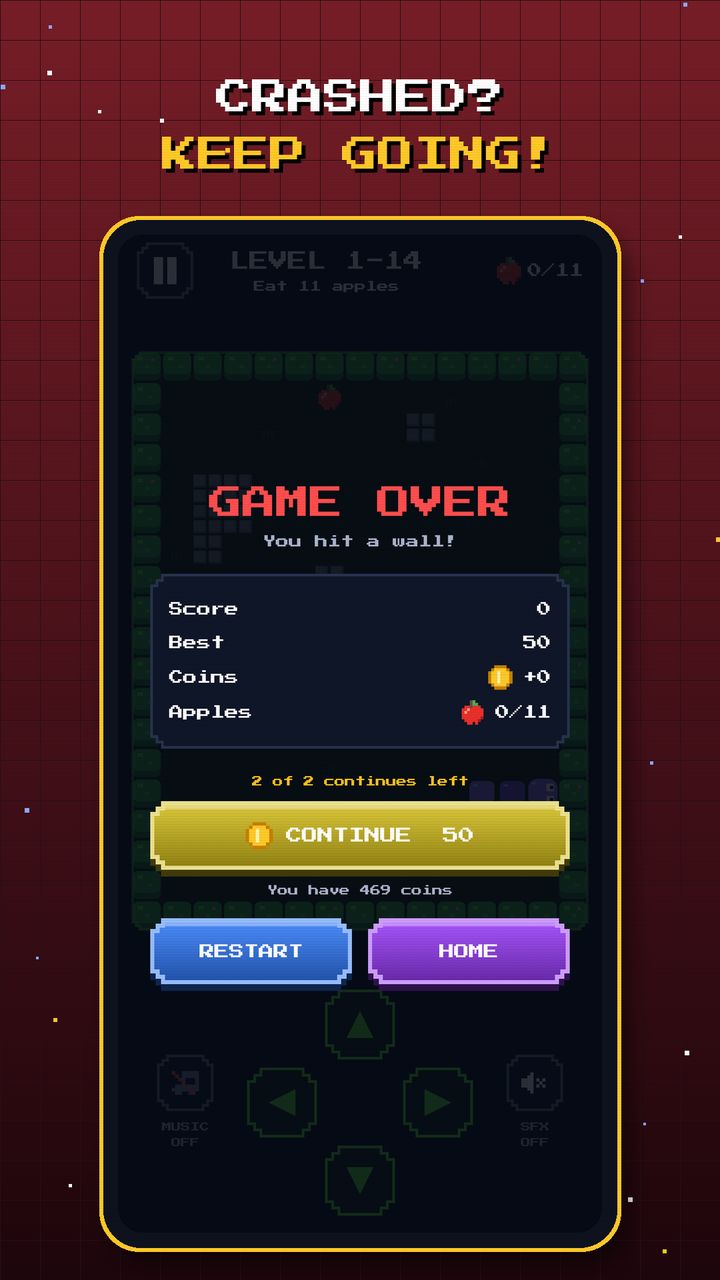 CRASHED?
KEEP GOING!
LEVEL 1-14
Eat 11 apples
0/11
GAME OVER
You hit a wall!
Score 0
Best 50
Coins +0
Apples 0/11
2 of 2 continues left
CONTINUE 50
You have 469 coins
RESTART HOME
MUSIC OFF
SFX OFF